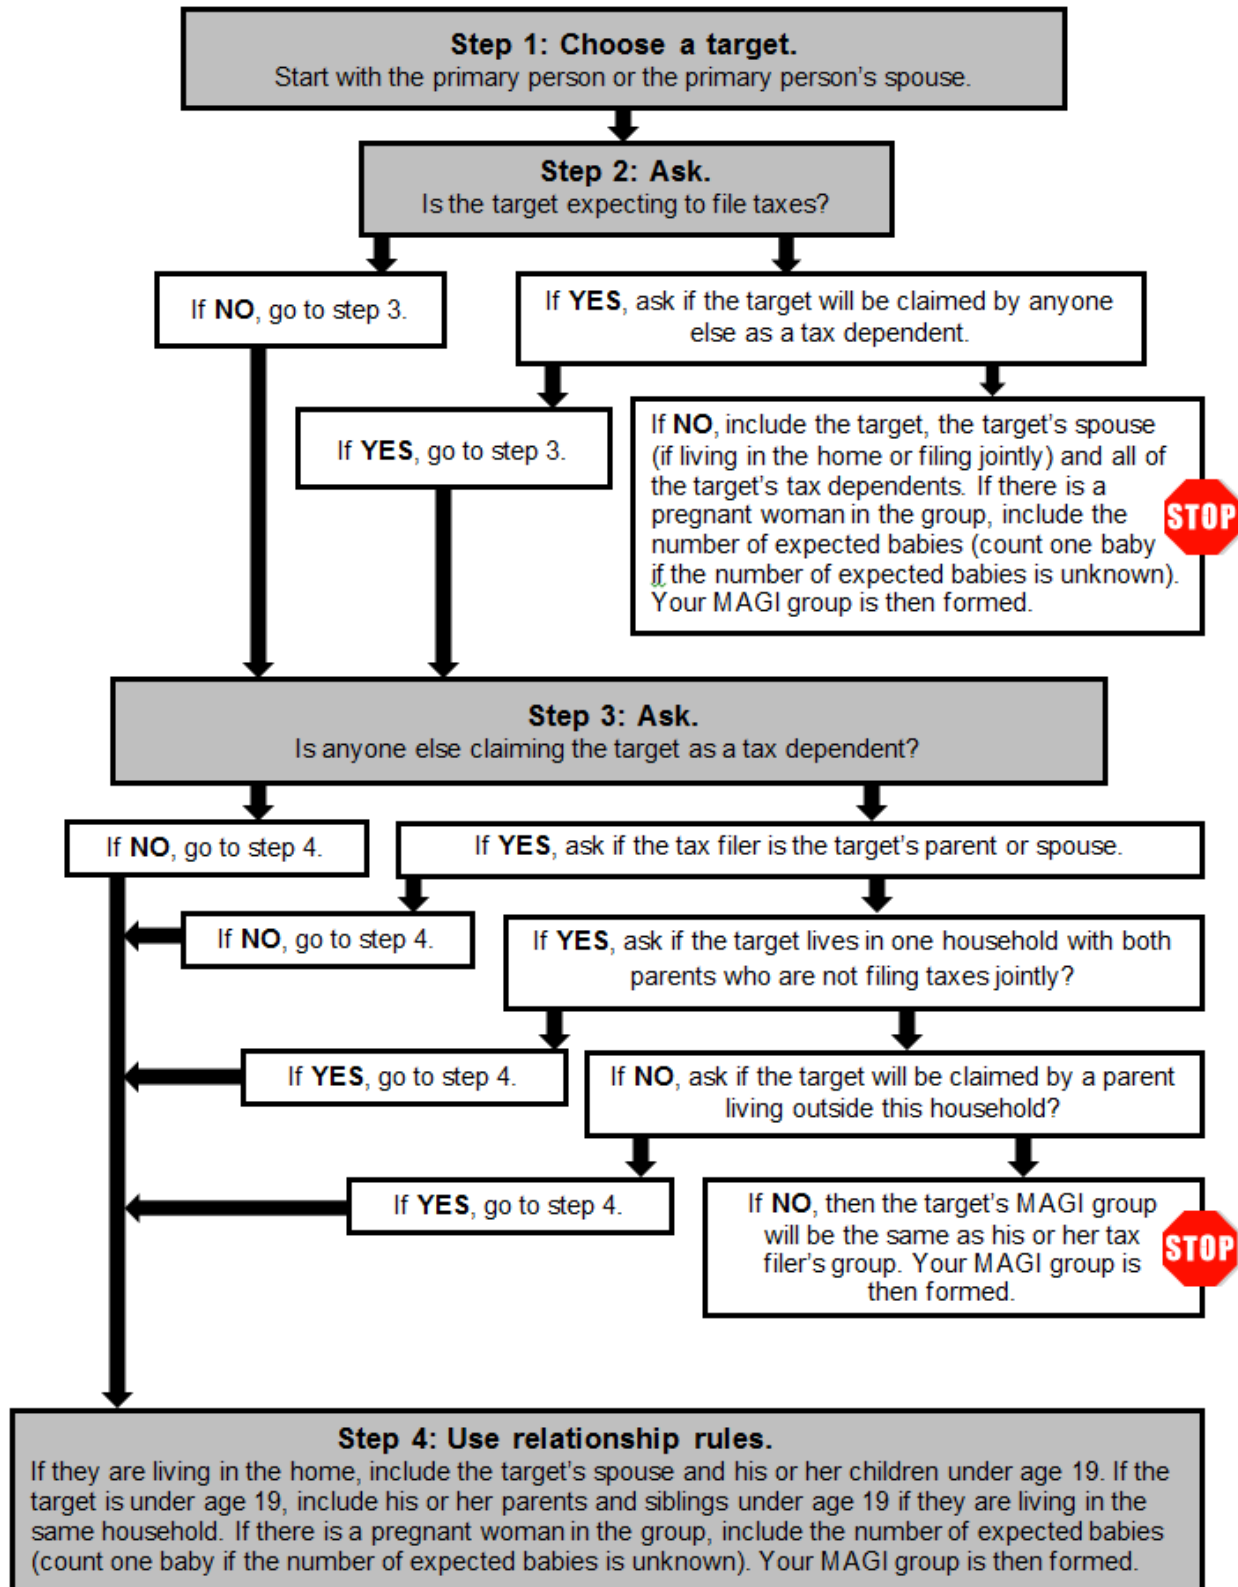 Step 1: Choose a target.
Start with the primary person or the primary person's spouse.
Step 2: Ask.
Is the target expecting to file taxes?
If NO, go to step 3.
If YES, ask if the target will be claimed by anyone
else as a tax dependent.
If YES, go to step 3.
If NO, include the target, the target's spouse
(if living in the home or filing jointly) and all of
the target's tax dependents. If there is a
pregnant woman in the group, include the
number of expected babies (count one baby
if the number of expected babies is unknown).
Your MAGI group is then formed.
STOP
Step 3: Ask.
Is anyone else claiming the target as a tax dependent?
If NO, go to step 4.
If YES, ask if the tax filer is the target's parent or spouse.
If NO, go to step 4.
If YES, ask if the target lives in one household with both
parents who are not filing taxes jointly?
If YES, go to step 4.
If NO, ask if the target will be claimed by a parent
living outside this household?
If YES, go to step 4.
If NO, then the target's MAGI group
will be the same as his or her tax
filer's group. Your MAGI group is
then formed.
STOP
Step 4: Use relationship rules.
If they are living in the home, include the target's spouse and his or her children under age 19. If the
target is under age 19, include his or her parents and siblings under age 19 if they are living in the
same household. If there is a pregnant woman in the group, include the number of expected babies
(count one baby if the number of expected babies is unknown). Your MAGI group is then formed.